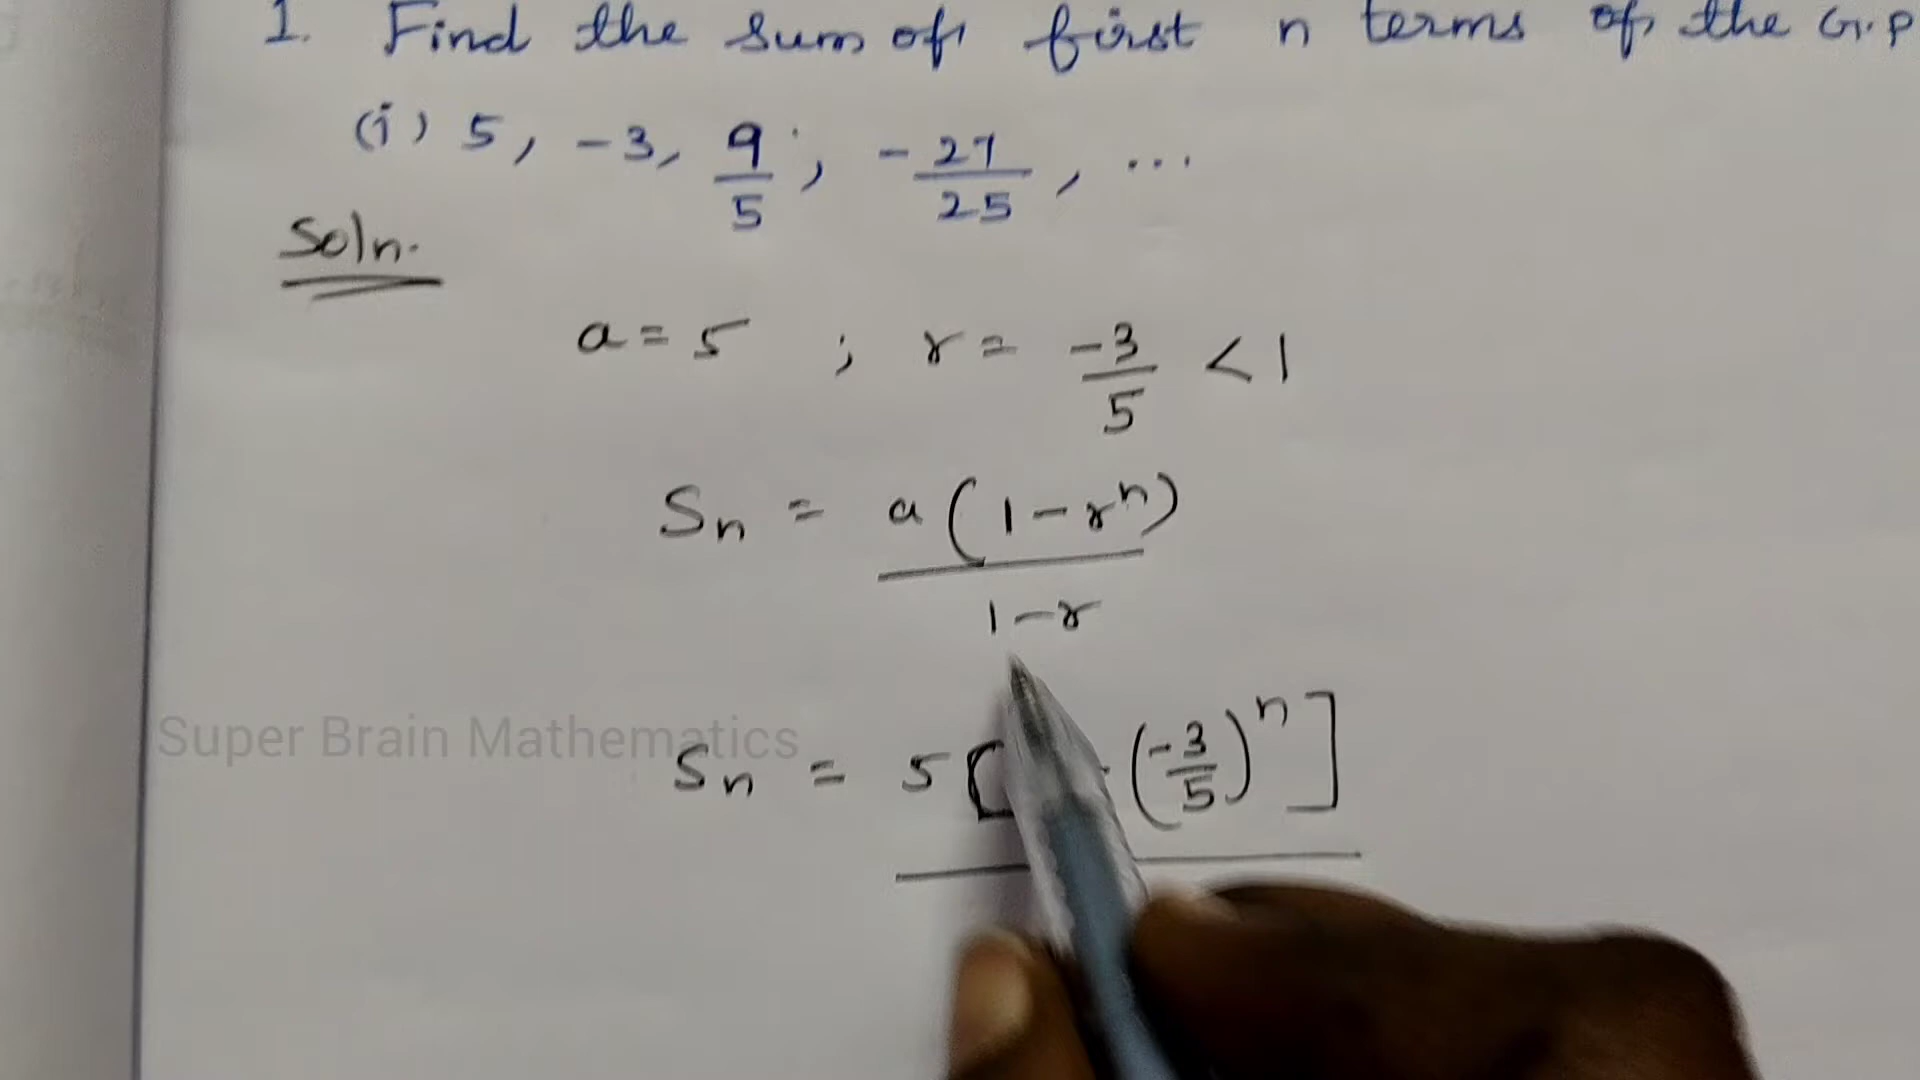 1. Find the sum of first n terms of the G.P
(i) 5, -3, 9/5, -27/25, ...
Soln.
a = 5 ; r = -3/5 < 1
Sn = a(1-r^n)/1-r
Super Brain Mathematics
Sn = 5[ - (-3/5)^n]